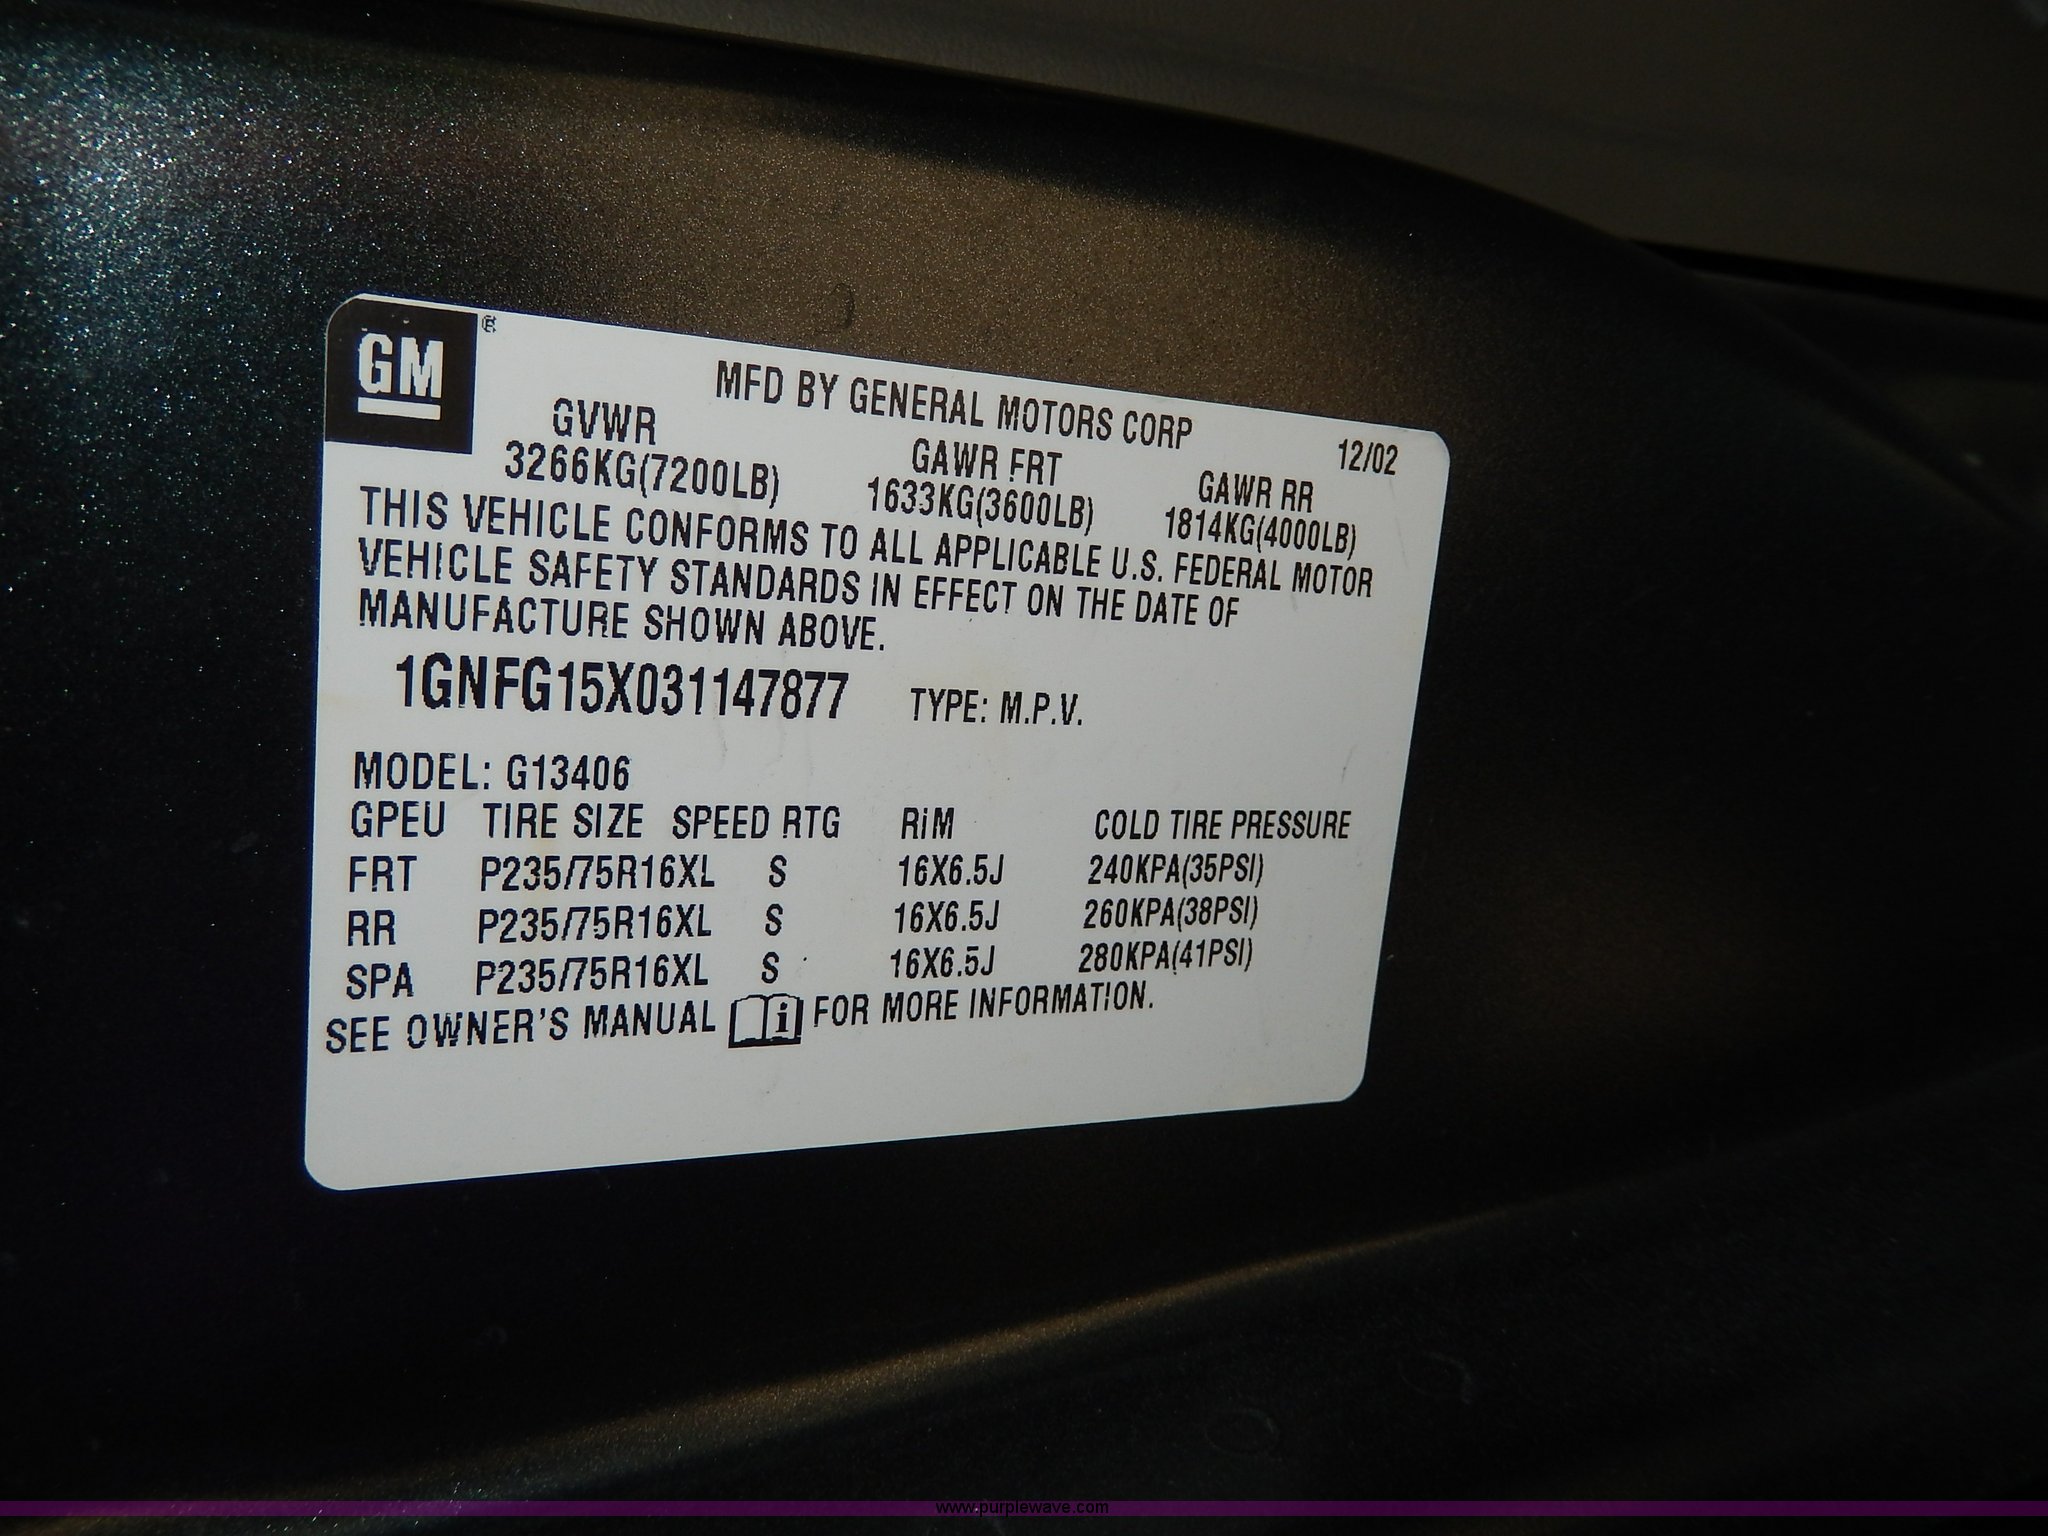 GM ®
MFD BY GENERAL MOTORS CORP
12/02
GVWR GAWR FRT GAWR RR
3266KG(7200LB) 1633KG(3600LB) 1814KG(4000LB)
THIS VEHICLE CONFORMS TO ALL APPLICABLE U.S. FEDERAL MOTOR
VEHICLE SAFETY STANDARDS IN EFFECT ON THE DATE OF
MANUFACTURE SHOWN ABOVE.
1GNFG15X031147877 TYPE: M.P.V.
MODEL: G13406
GPEU TIRE SIZE SPEED RTG RiM COLD TIRE PRESSURE
FRT P235/75R16XL S 16X6.5J 240KPA(35PSI)
RR P235/75R16XL S 16X6.5J 260KPA(38PSI)
SPA P235/75R16XL S 16X6.5J 280KPA(41PSI)
SEE OWNER'S MANUAL i FOR MORE INFORMATION.
www.purplewave.com